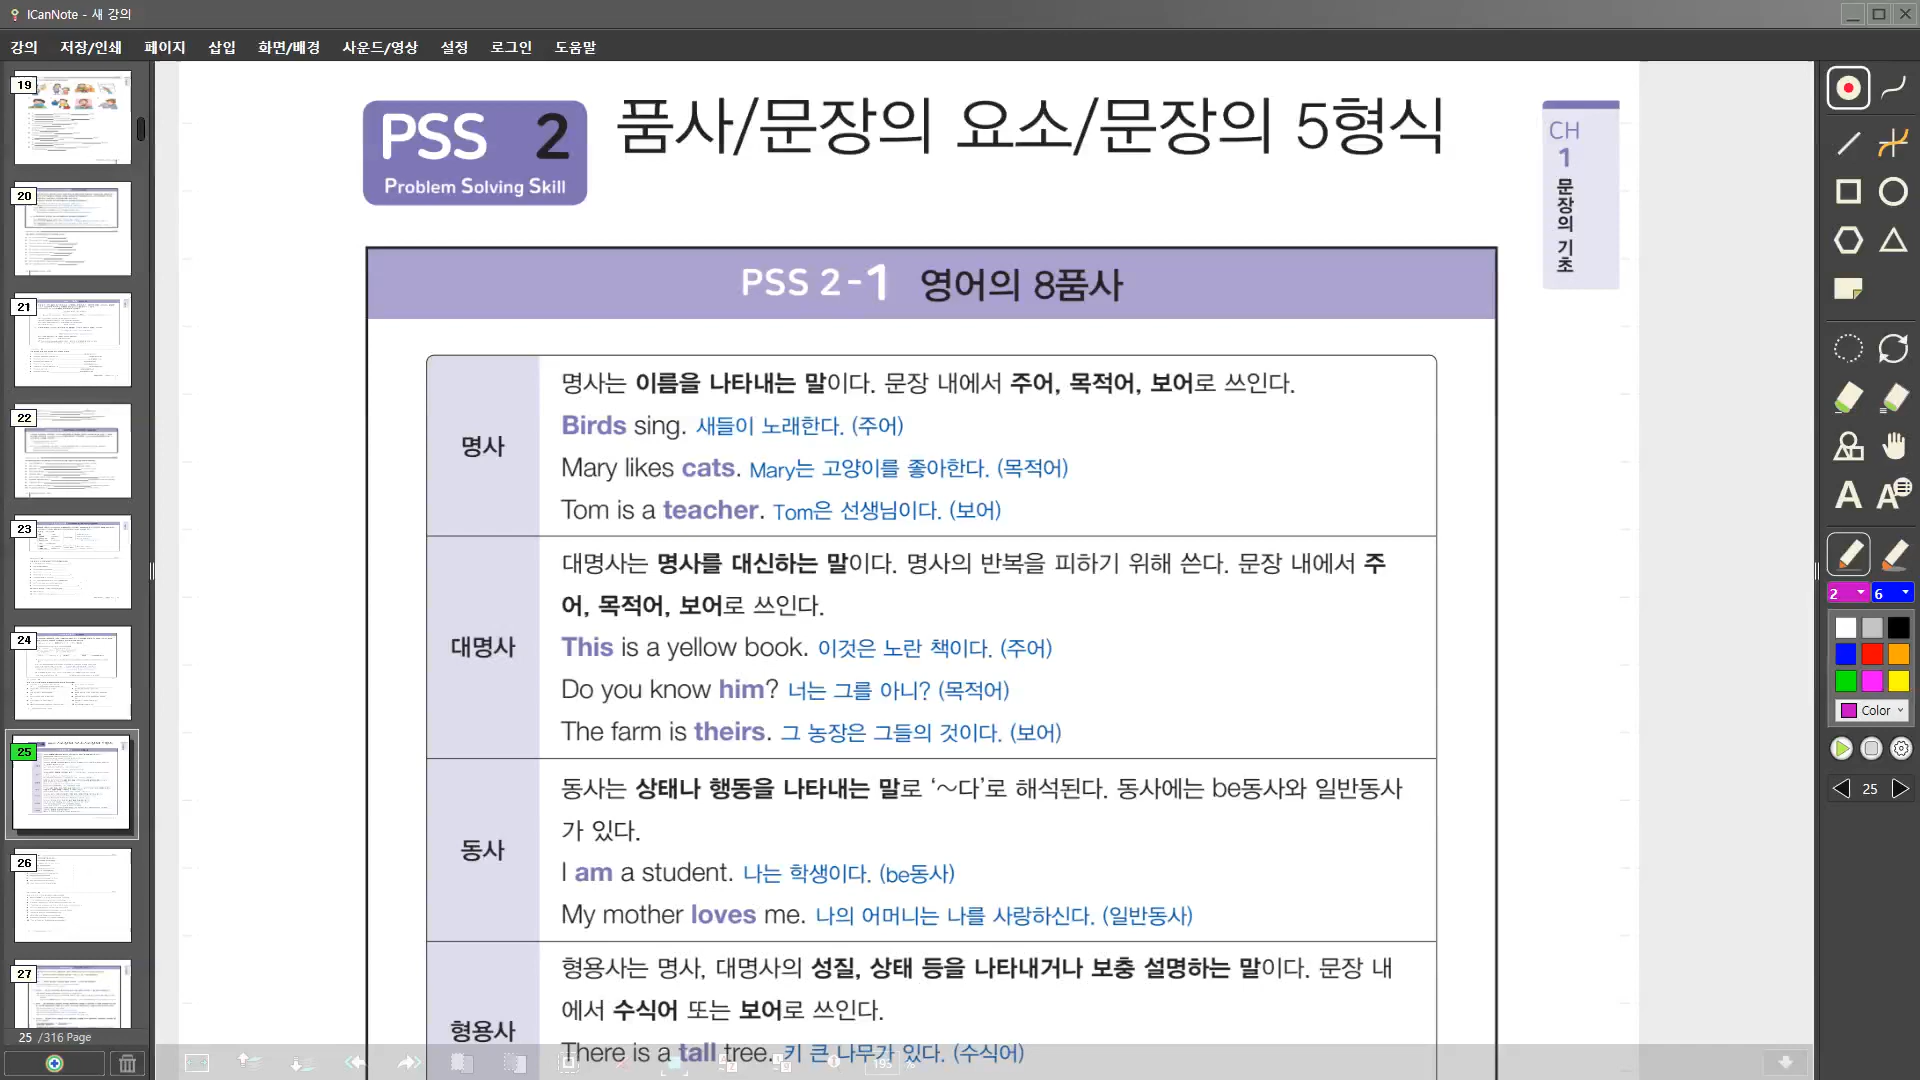 ICanNote - 새 강의
강의 저장/인쇄 페이지 삽입 화면/배경 사운드/영상 설정 로그인 도움말
19
20
21
22
23
24
25
26
27
25 /316 Page
PSS 2
Problem Solving Skill
품사/문장의 요소/문장의 5형식
CH
1
문장의 기초
PSS 2-1 영어의 8품사
명사
명사는 이름을 나타내는 말이다. 문장 내에서 주어, 목적어, 보어로 쓰인다.
Birds sing. 새들이 노래한다. (주어)
Mary likes cats. Mary는 고양이를 좋아한다. (목적어)
Tom is a teacher. Tom은 선생님이다. (보어)
대명사
대명사는 명사를 대신하는 말이다. 명사의 반복을 피하기 위해 쓴다. 문장 내에서 주
어, 목적어, 보어로 쓰인다.
This is a yellow book. 이것은 노란 책이다. (주어)
Do you know him? 너는 그를 아니? (목적어)
The farm is theirs. 그 농장은 그들의 것이다. (보어)
동사
동사는 상태나 행동을 나타내는 말로 ‘～다’로 해석된다. 동사에는 be동사와 일반동사
가 있다.
I am a student. 나는 학생이다. (be동사)
My mother loves me. 나의 어머니는 나를 사랑하신다. (일반동사)
형용사
형용사는 명사, 대명사의 성질, 상태 등을 나타내거나 보충 설명하는 말이다. 문장 내
에서 수식어 또는 보어로 쓰인다.
There is a tall tree. 키 큰 나무가 있다. (수식어)
193 %
A A
2 6
Color
25